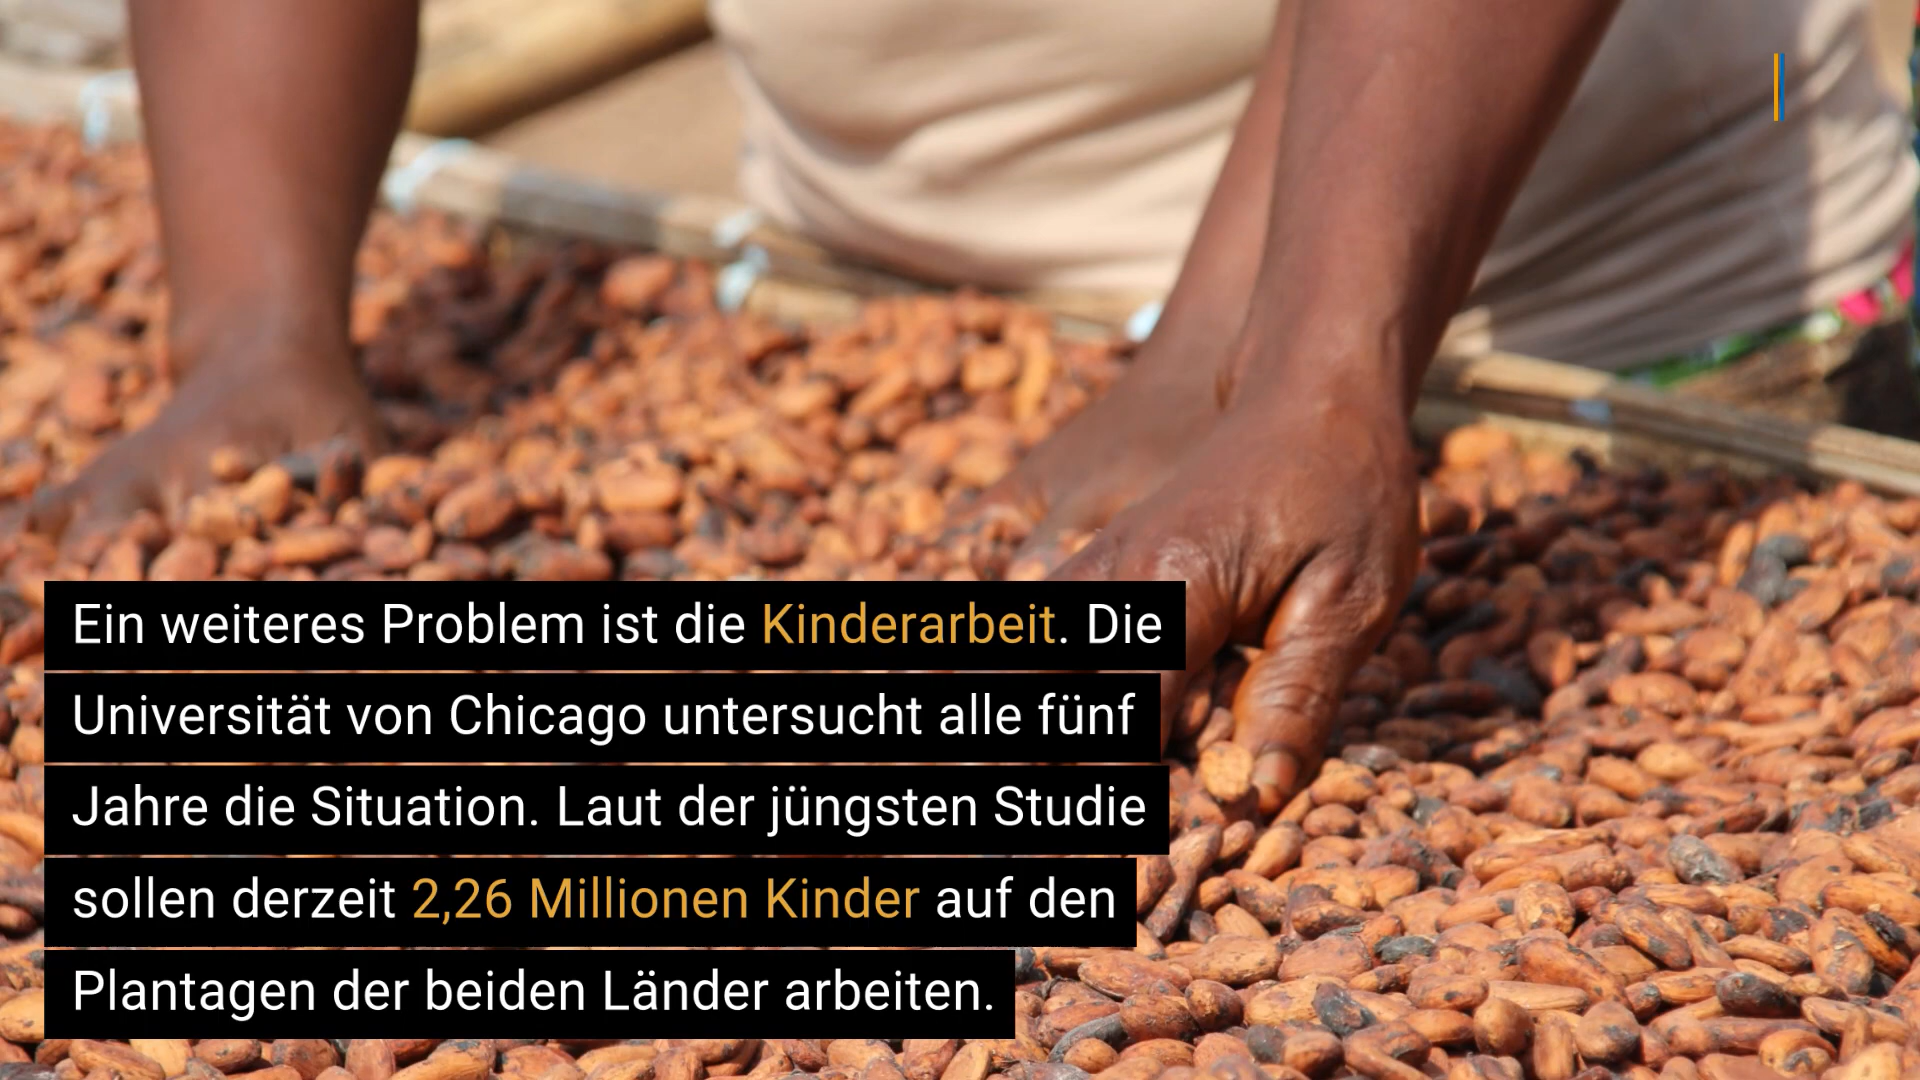 Ein weiteres Problem ist die Kinderarbeit. Die
Universität von Chicago untersucht alle fünf
Jahre die Situation. Laut der jüngsten Studie
sollen derzeit 2,26 Millionen Kinder auf den
Plantagen der beiden Länder arbeiten.